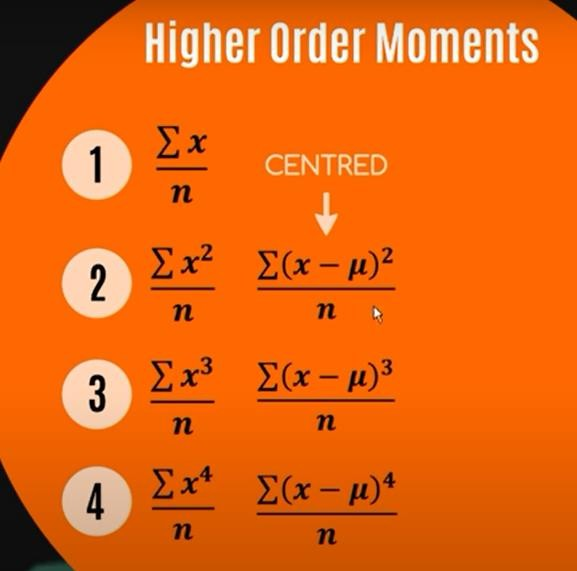 Higher Order Moments
1 ∑x/n
CENTRED
↓
2 ∑x²/n ∑(x − μ)²/n
3 ∑x³/n ∑(x − μ)³/n
4 ∑x⁴/n ∑(x − μ)⁴/n